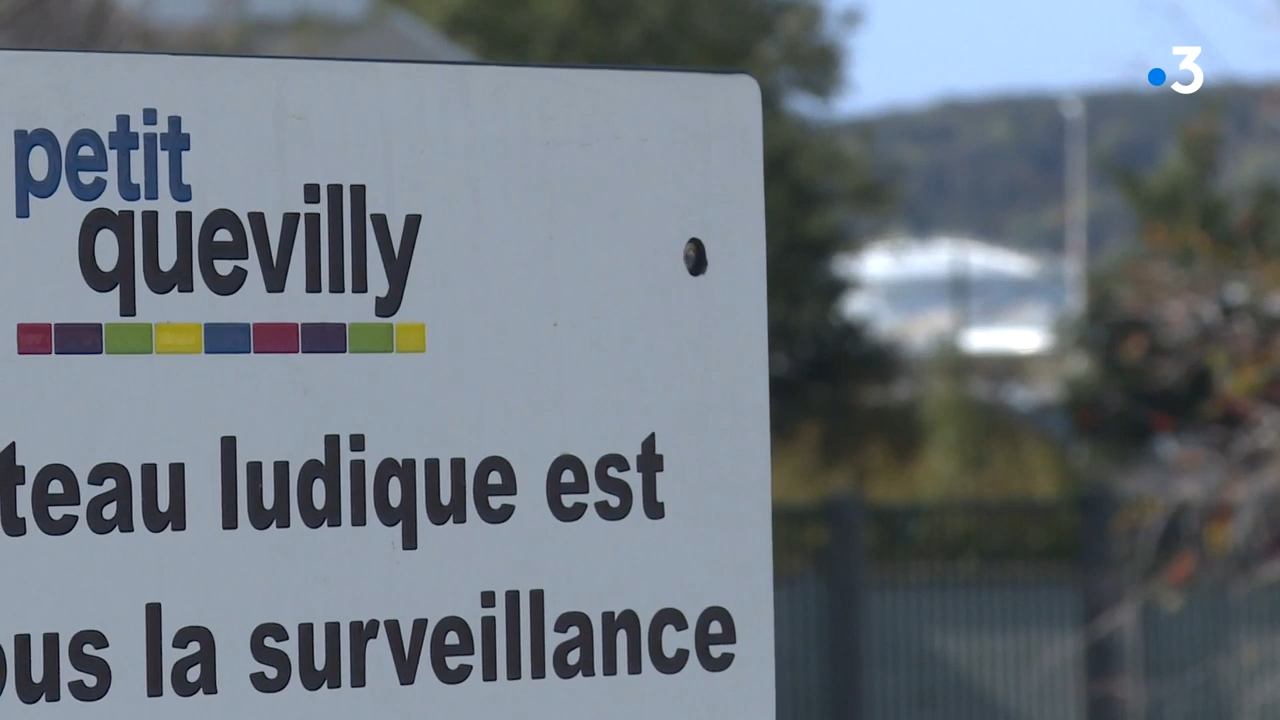 3
petit
quevilly
teau ludique est
ous la surveillance